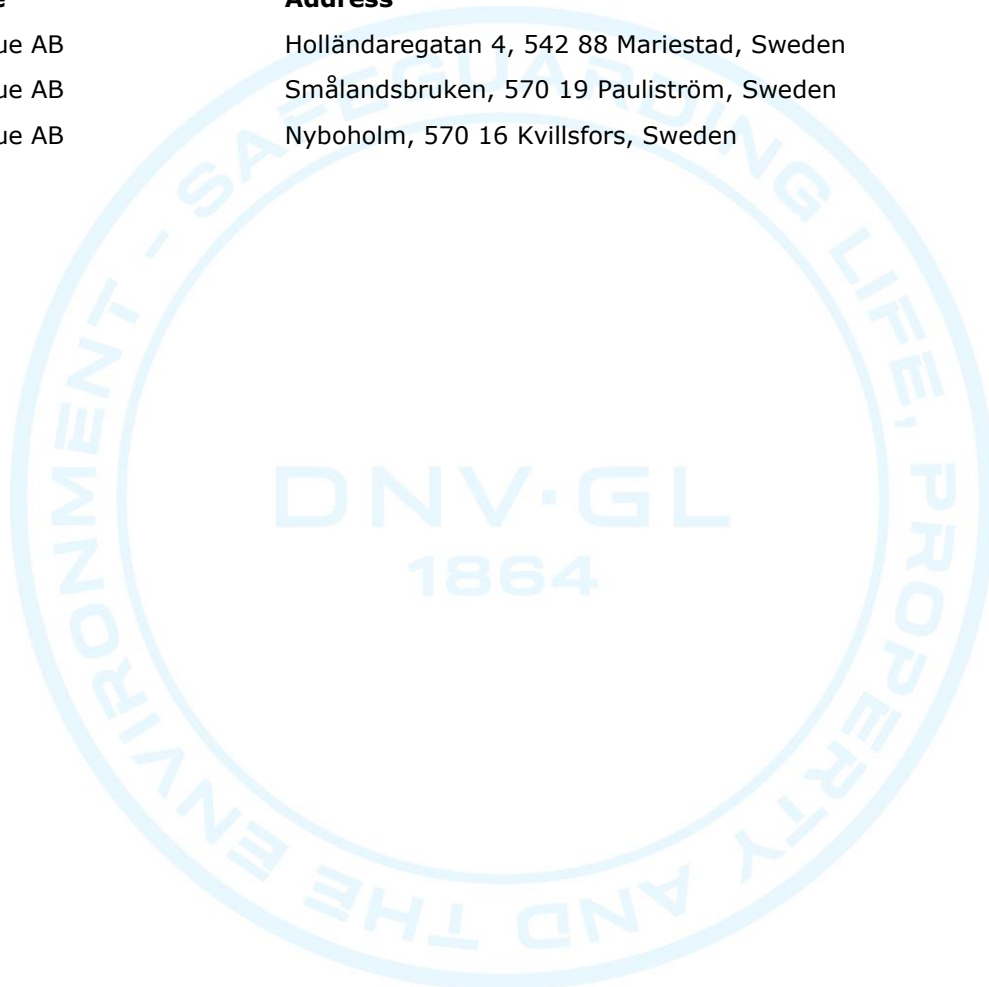 Address
ue AB Holländaregatan 4, 542 88 Mariestad, Sweden
ue AB Smålandsbruken, 570 19 Pauliström, Sweden
ue AB Nyboholm, 570 16 Kvillsfors, Sweden
SAFEGUARDING LIFE, PROPERTY AND THE ENVIRONMENT -
DNV·GL
1864